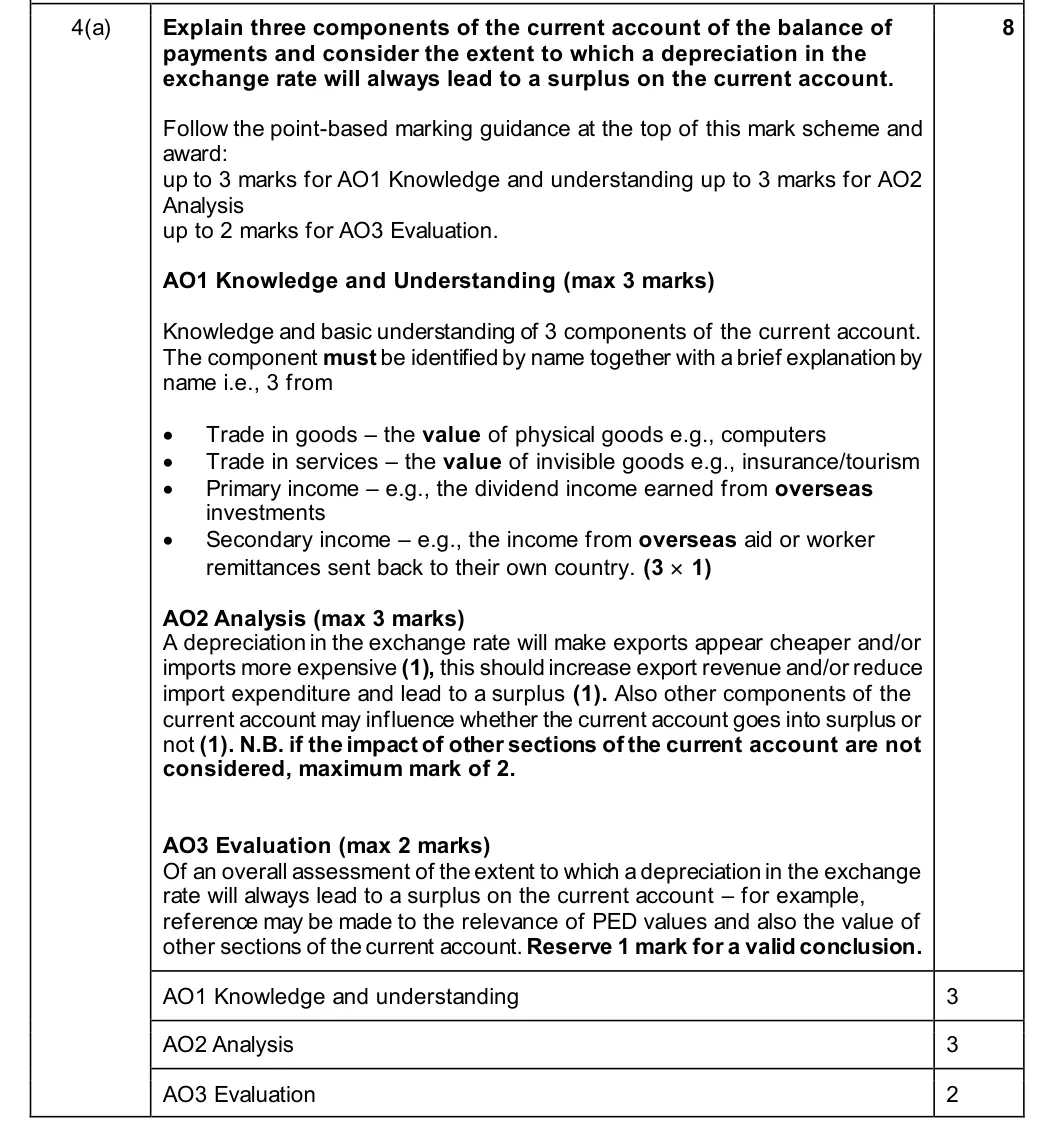 4(a)
Explain three components of the current account of the balance of
payments and consider the extent to which a depreciation in the
exchange rate will always lead to a surplus on the current account.
8
Follow the point-based marking guidance at the top of this mark scheme and
award:
up to 3 marks for AO1 Knowledge and understanding up to 3 marks for AO2
Analysis
up to 2 marks for AO3 Evaluation.
AO1 Knowledge and Understanding (max 3 marks)
Knowledge and basic understanding of 3 components of the current account.
The component must be identified by name together with a brief explanation by
name i.e., 3 from
• Trade in goods – the value of physical goods e.g., computers
• Trade in services – the value of invisible goods e.g., insurance/tourism
• Primary income – e.g., the dividend income earned from overseas
investments
• Secondary income – e.g., the income from overseas aid or worker
remittances sent back to their own country. (3 × 1)
AO2 Analysis (max 3 marks)
A depreciation in the exchange rate will make exports appear cheaper and/or
imports more expensive (1), this should increase export revenue and/or reduce
import expenditure and lead to a surplus (1). Also other components of the
current account may influence whether the current account goes into surplus or
not (1). N.B. if the impact of other sections of the current account are not
considered, maximum mark of 2.
AO3 Evaluation (max 2 marks)
Of an overall assessment of the extent to which a depreciation in the exchange
rate will always lead to a surplus on the current account – for example,
reference may be made to the relevance of PED values and also the value of
other sections of the current account. Reserve 1 mark for a valid conclusion.
AO1 Knowledge and understanding
3
AO2 Analysis
3
AO3 Evaluation
2